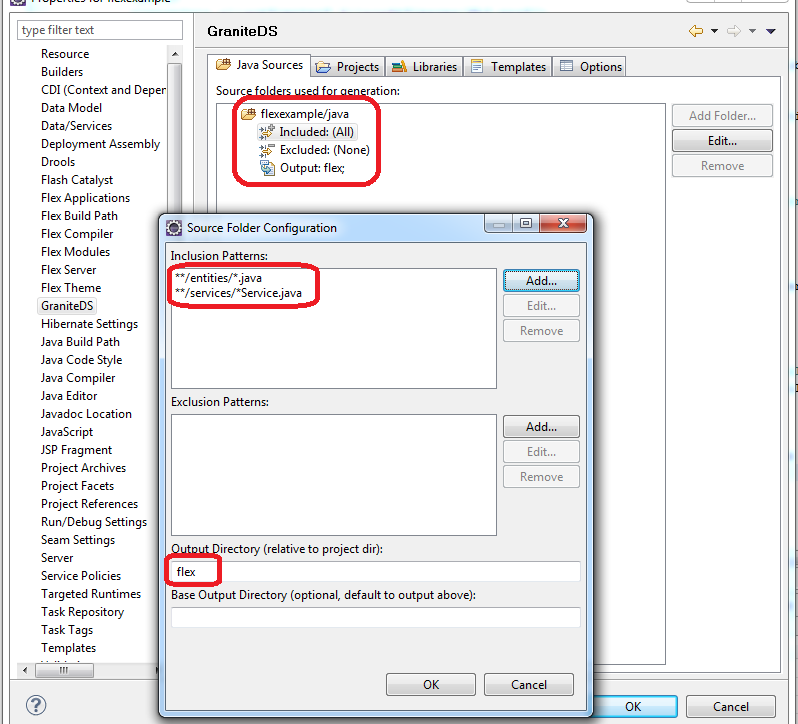 Properties for flexexample
type filter text
Resource
Builders
CDI (Context and Depen
Data Model
Data/Services
Deployment Assembly
Drools
Flash Catalyst
Flex Applications
Flex Build Path
Flex Compiler
Flex Modules
Flex Server
Flex Theme
GraniteDS
Hibernate Settings
Java Build Path
Java Code Style
Java Compiler
Java Editor
Javadoc Location
JavaScript
JSP Fragment
Project Archives
Project Facets
Project References
Run/Debug Settings
Seam Settings
Server
Service Policies
Targeted Runtimes
Task Repository
Task Tags
Templates
GraniteDS
Java Sources
Projects
Libraries
Templates
Options
Source folders used for generation:
flexexample/java
Included: (All)
Excluded: (None)
Output: flex;
Add Folder...
Edit...
Remove
Source Folder Configuration
Inclusion Patterns:
**/entities/*.java
**/services/*Service.java
Add...
Edit...
Remove
Exclusion Patterns:
Add...
Edit...
Remove
Output Directory (relative to project dir):
flex
Base Output Directory (optional, default to output above):
OK
Cancel
OK
Cancel